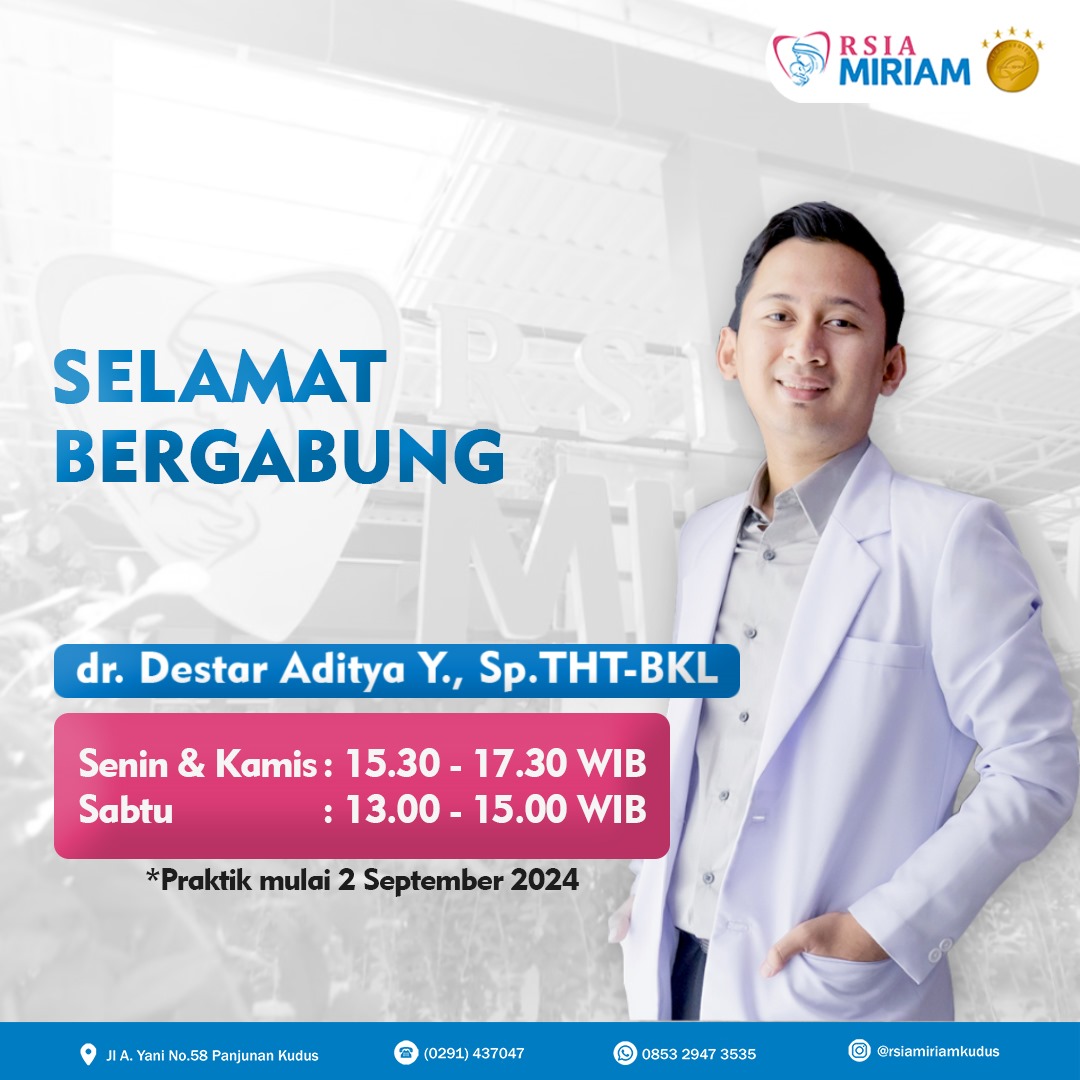 RSIA
MIRIAM
SELAMAT
BERGABUNG
dr. Destar Aditya Y., Sp.THT-BKL
Senin & Kamis : 15.30 - 17.30 WIB
Sabtu : 13.00 - 15.00 WIB
*Praktik mulai 2 September 2024
Jl A. Yani No.58 Panjunan Kudus
(0291) 437047
0853 2947 3535
@rsiamiriamkudus